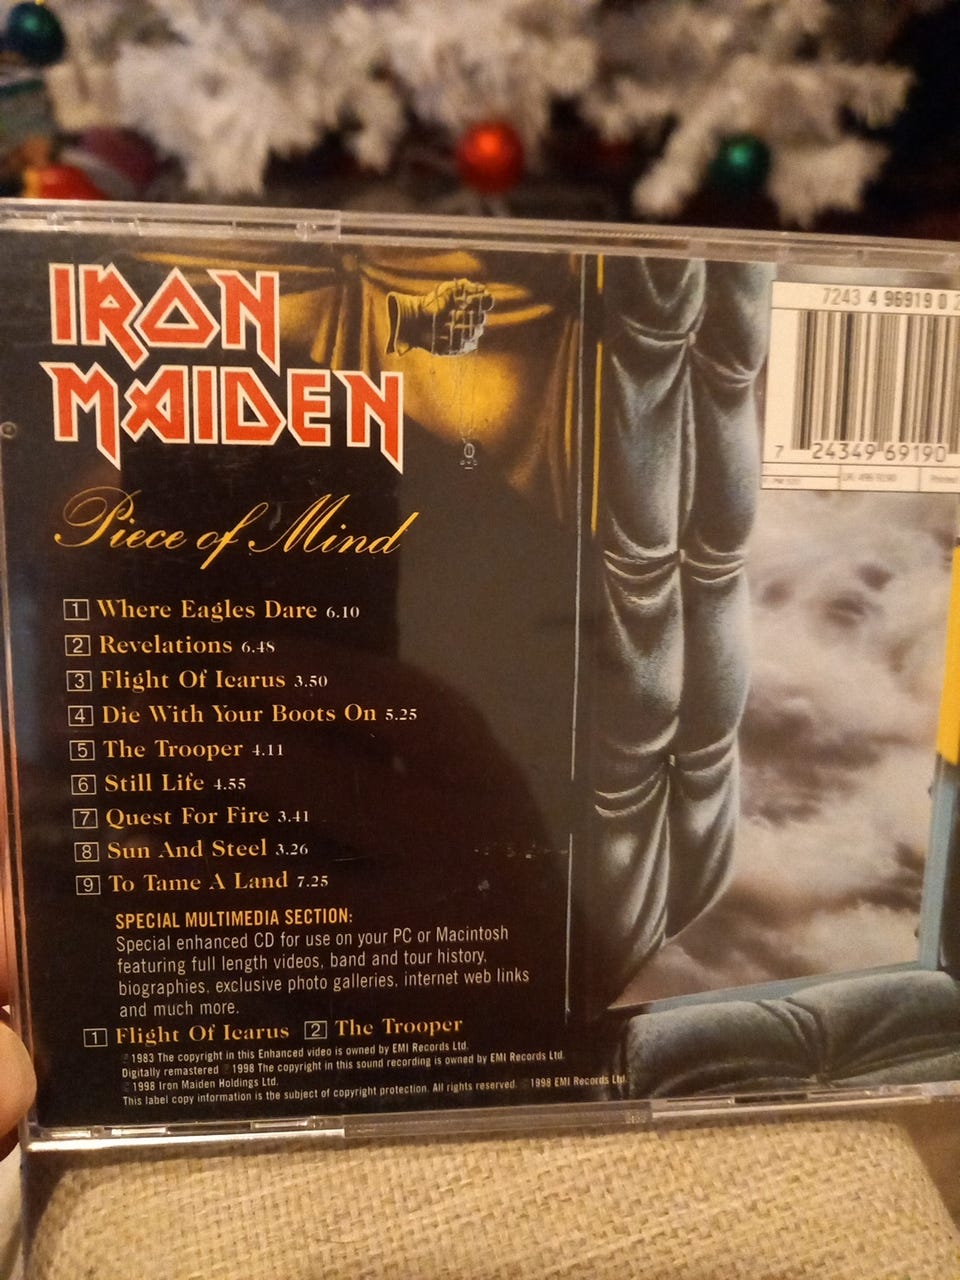 IRON
MAIDEN
Piece of Mind
1 Where Eagles Dare 6.10
2 Revelations 6.48
3 Flight Of Icarus 3.50
4 Die With Your Boots On 5.25
5 The Trooper 4.11
6 Still Life 4.55
7 Quest For Fire 3.41
8 Sun And Steel 3.26
9 To Tame A Land 7.25
SPECIAL MULTIMEDIA SECTION:
Special enhanced CD for use on your PC or Macintosh
featuring full length videos, band and tour history,
biographies, exclusive photo galleries, internet web links
and much more.
1 Flight Of Icarus 2 The Trooper
1983 The copyright in this Enhanced video is owned by EMI Records Ltd.
Digitally remastered 1998 The copyright in this sound recording is owned by EMI Records Ltd.
1998 Iron Maiden Holdings Ltd.
This label copy information is the subject of copyright protection. All rights reserved. 1998 EMI Records Ltd.
7243 4 96919 0 2
7 24349 69190
Printed